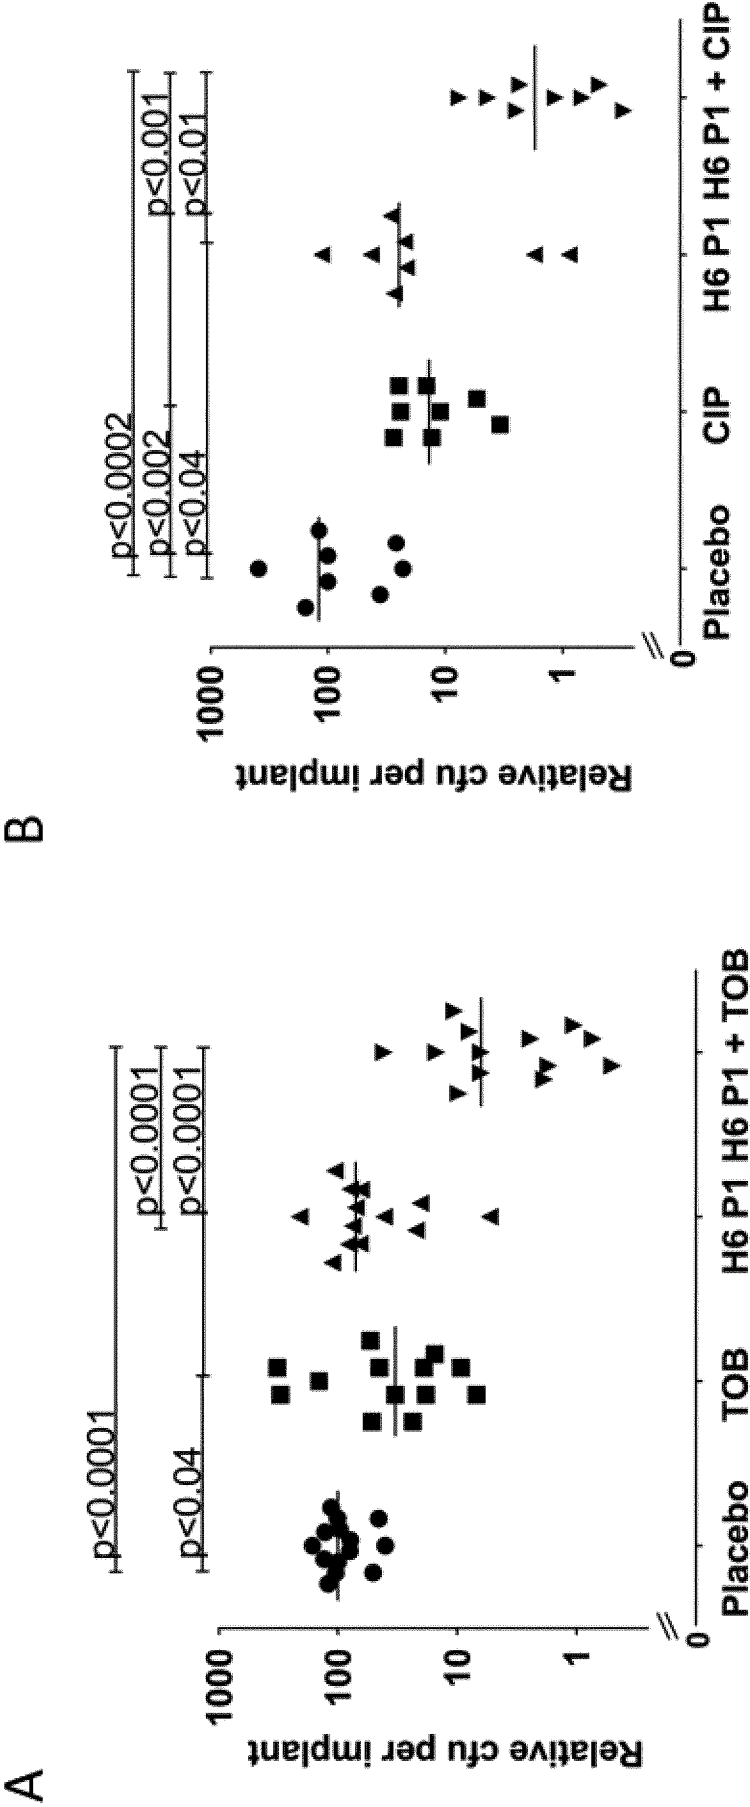 A
p<0.0001
p<0.0001
p<0.04
p<0.0001
Relative cfu per implant
1000
100
10
1
0
Placebo TOB H6 P1 H6 P1 + TOB
B
p<0.0002
p<0.002
p<0.001
p<0.04
p<0.01
Relative cfu per implant
1000
100
10
1
0
Placebo CIP H6 P1 H6 P1 + CIP